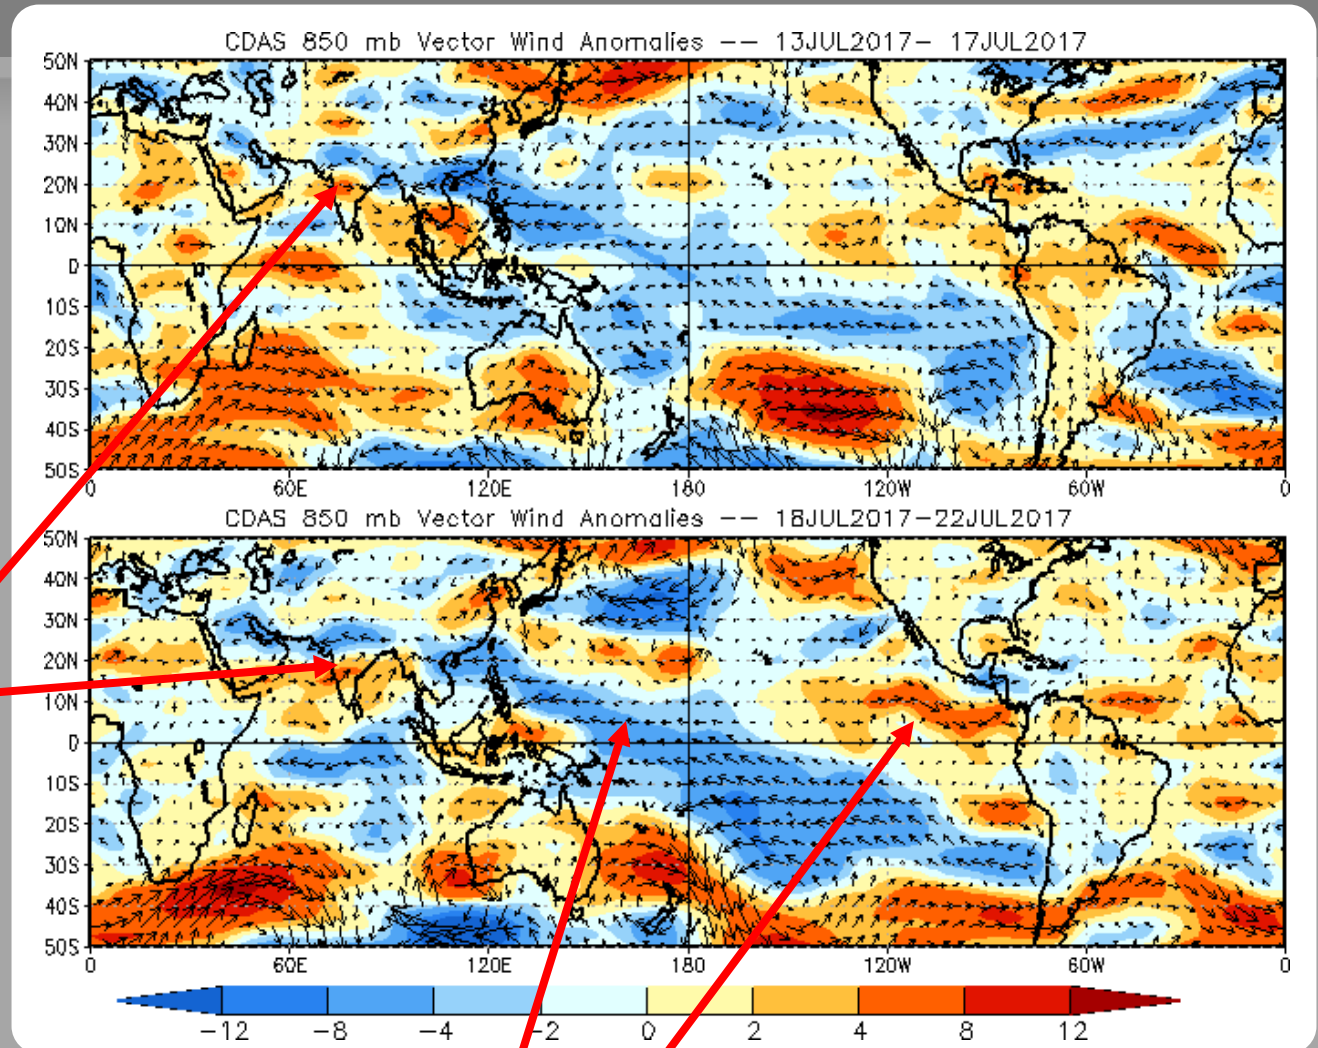 CDAS 850 mb Vector Wind Anomalies -- 13JUL2017- 17JUL2017
50N
40N
30N
20N
10N
0
10S
20S
30S
40S
50S
0 60E 120E 180 120W 60W 0
CDAS 850 mb Vector Wind Anomalies -- 18JUL2017-22JUL2017
50N
40N
30N
20N
10N
0
10S
20S
30S
40S
50S
0 60E 120E 180 120W 60W 0
-12 -8 -4 -2 0 2 4 8 12